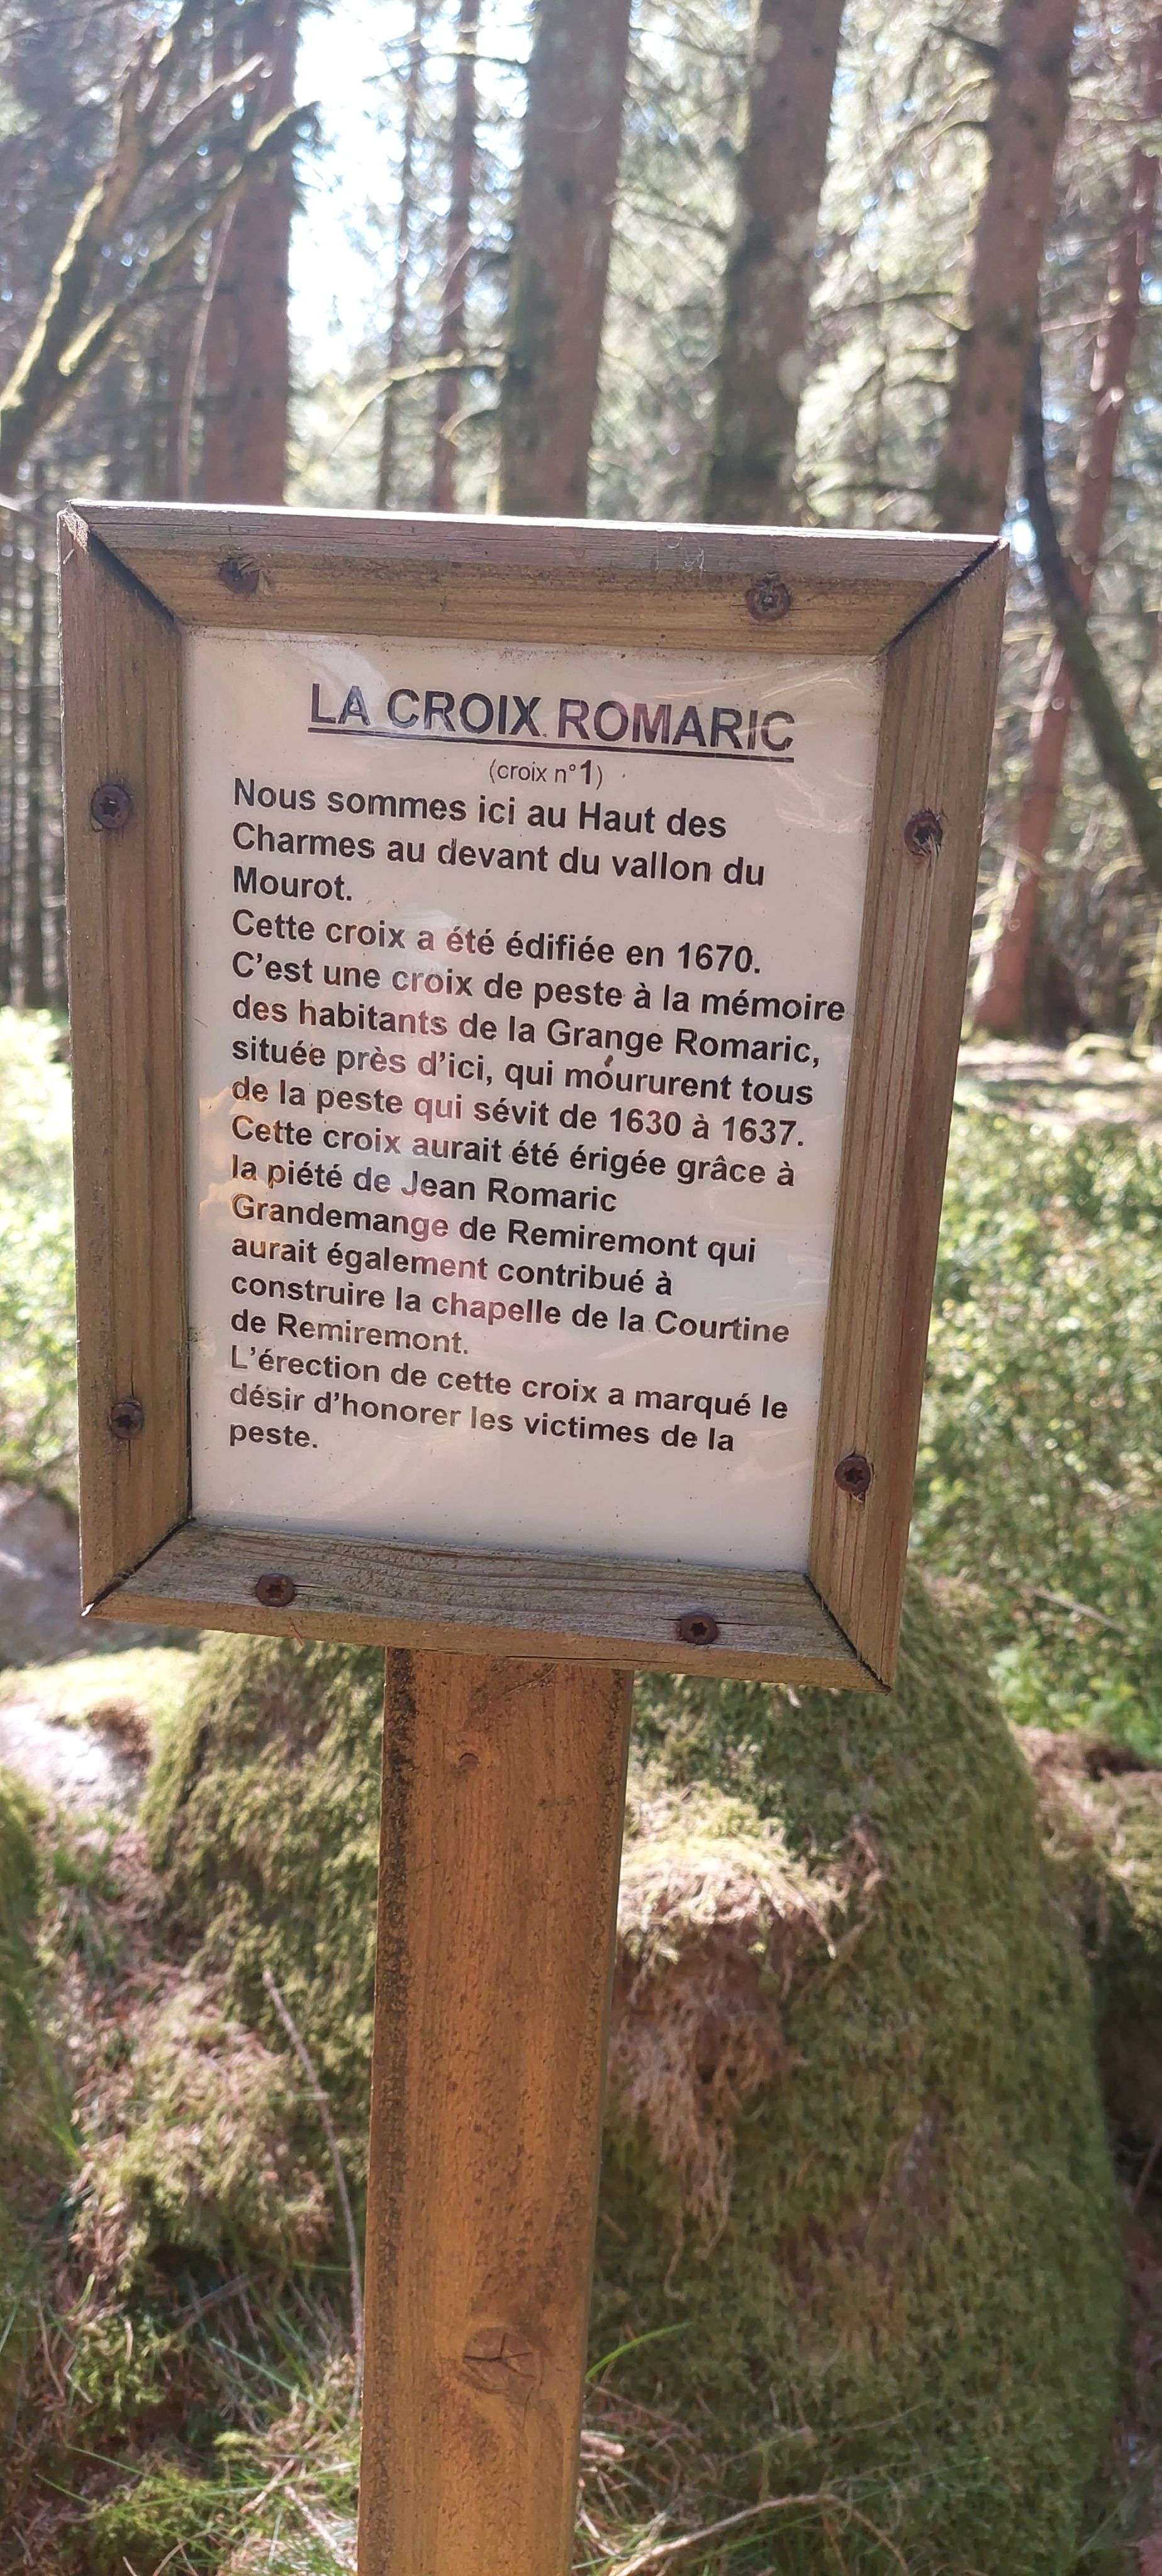 LA CROIX ROMARIC
(croix n°1)
Nous sommes ici au Haut des
Charmes au devant du vallon du
Mourot.
Cette croix a été édifiée en 1670.
C'est une croix de peste à la mémoire
des habitants de la Grange Romaric,
située près d'ici, qui moururent tous
de la peste qui sévit de 1630 à 1637.
Cette croix aurait été érigée grâce à
la piété de Jean Romaric
Grandemange de Remiremont qui
aurait également contribué à
construire la chapelle de la Courtine
de Remiremont.
L'érection de cette croix a marqué le
désir d'honorer les victimes de la
peste.